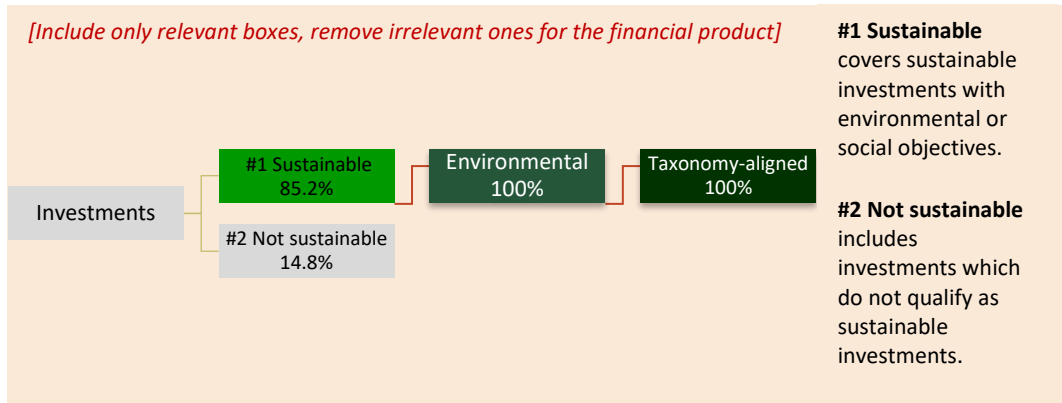 [Include only relevant boxes, remove irrelevant ones for the financial product]
Investments
#1 Sustainable
85.2%
Environmental
100%
Taxonomy-aligned
100%
#2 Not sustainable
14.8%
#1 Sustainable
covers sustainable
investments with
environmental or
social objectives.
#2 Not sustainable
includes
investments which
do not qualify as
sustainable
investments.